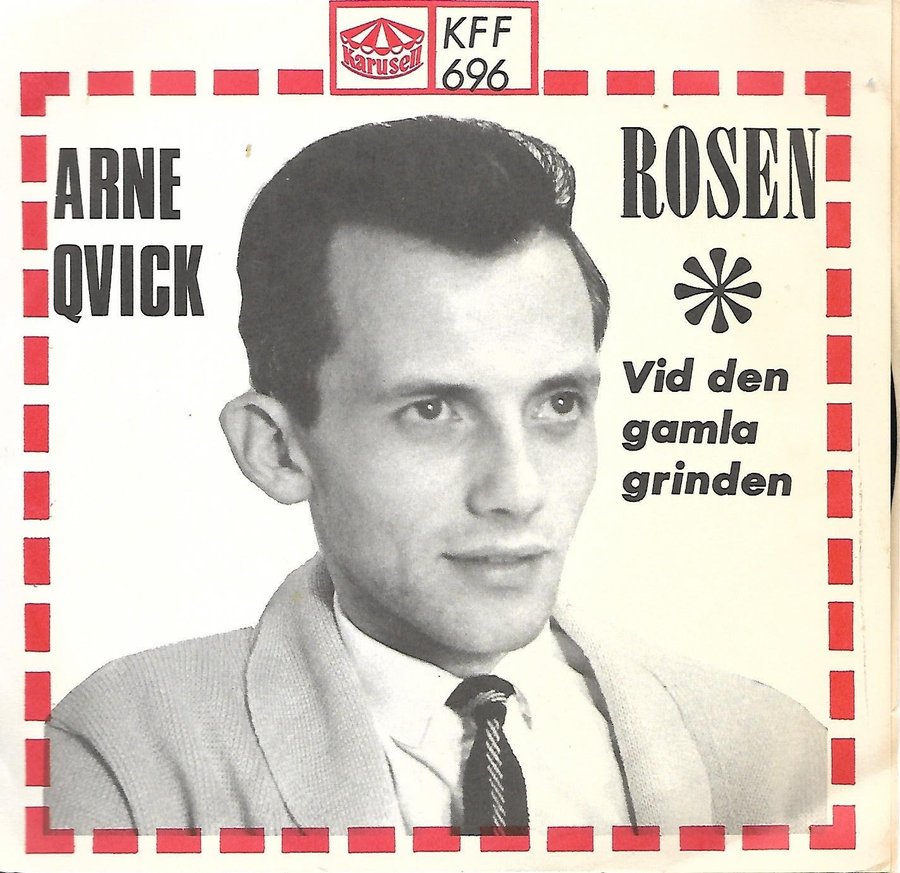 Karusell
KFF
696
ARNE
QVICK
ROSEN
Vid den
gamla
grinden